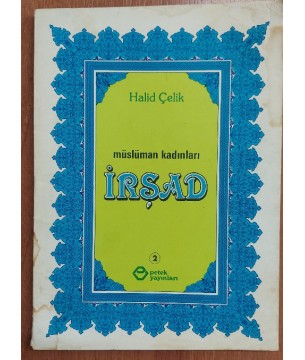 Halid Çelik
müslüman kadınları
İRŞAD
2
petek
yayınları